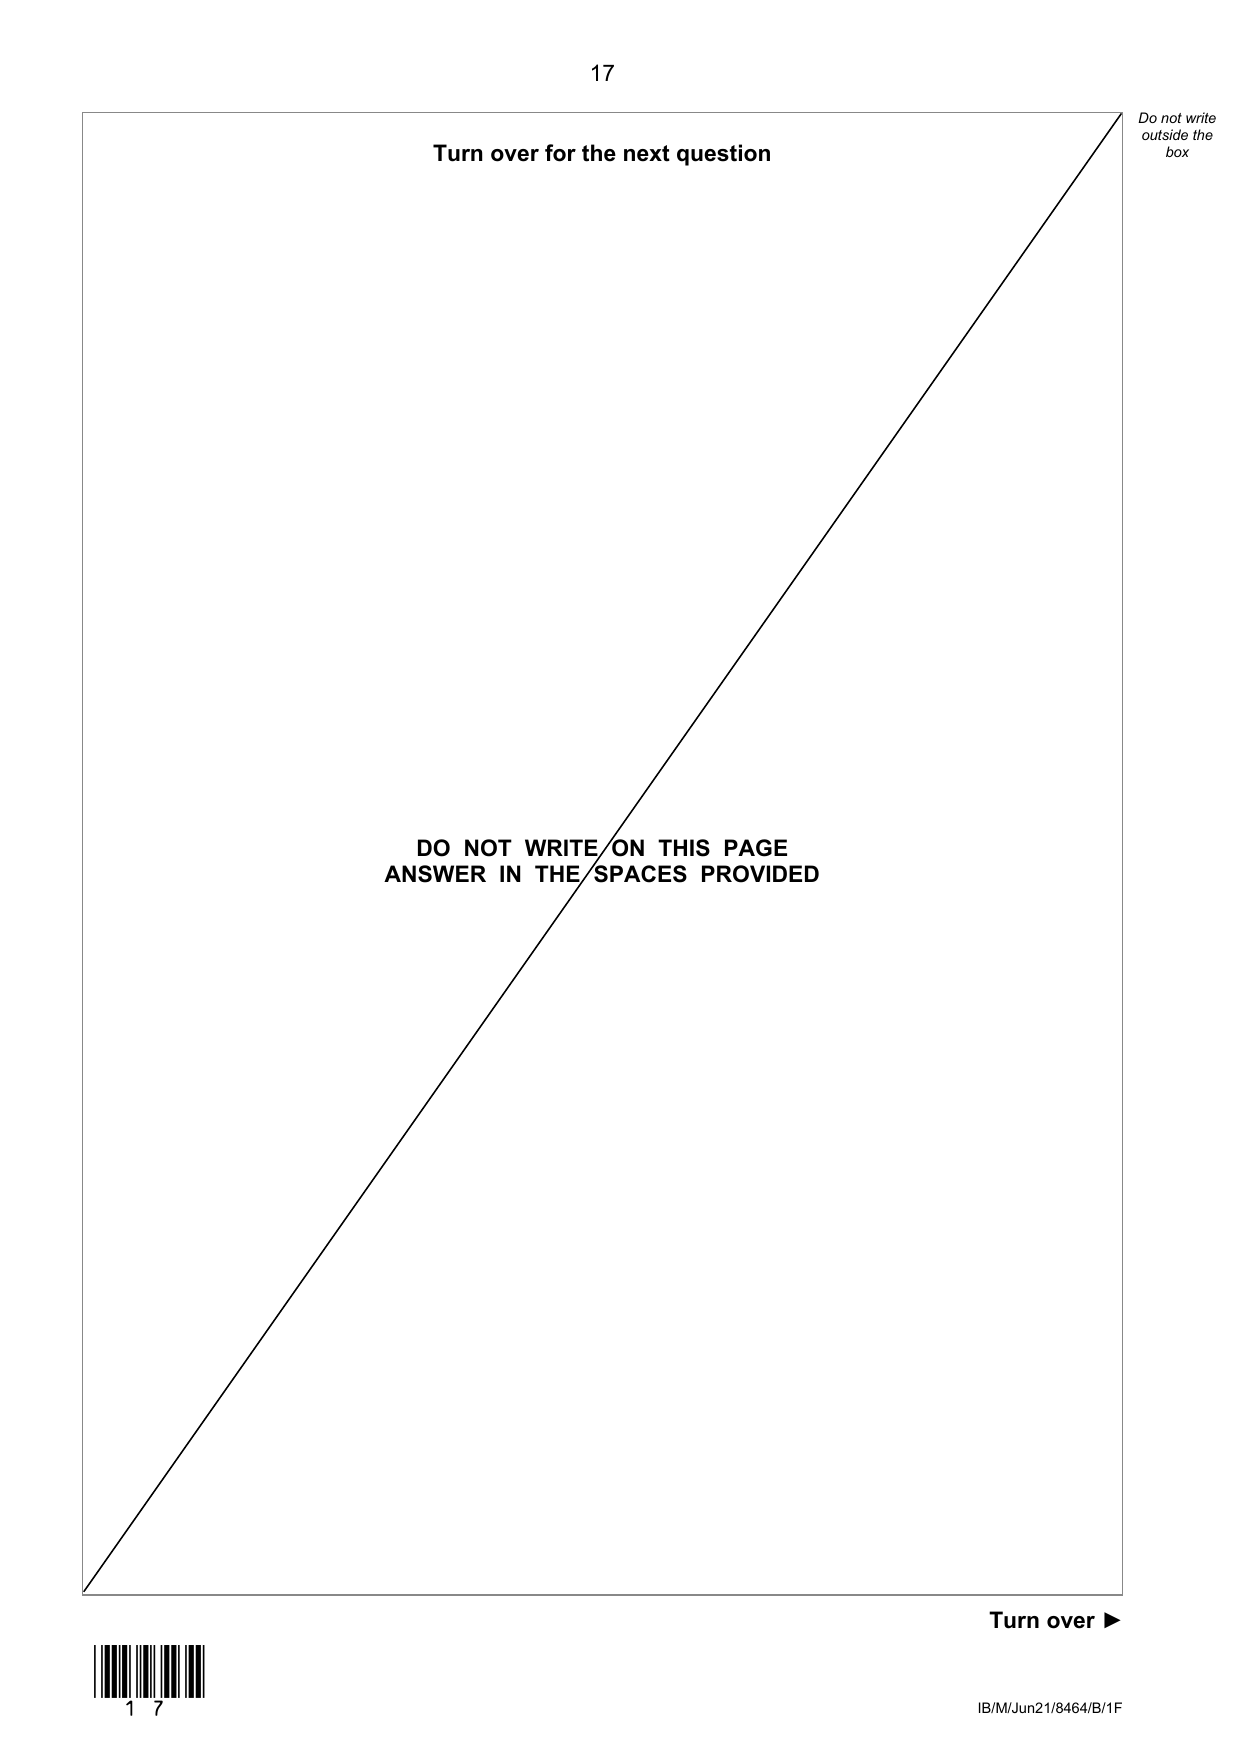 17
Do not write
outside the
box
Turn over for the next question
DO NOT WRITE ON THIS PAGE
ANSWER IN THE SPACES PROVIDED
Turn over ►
1 7
IB/M/Jun21/8464/B/1F